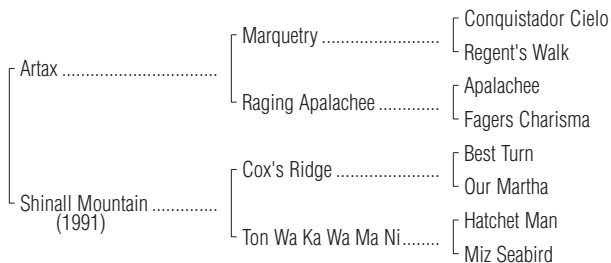 Conquistador Cielo
Marquetry ........................
Regent's Walk
Artax ................................
Apalachee
Raging Apalachee .............
Fagers Charisma
Best Turn
Cox's Ridge .....................
Our Martha
Shinall Mountain ..............
(1991)
Hatchet Man
Ton Wa Ka Wa Ma Ni........
Miz Seabird